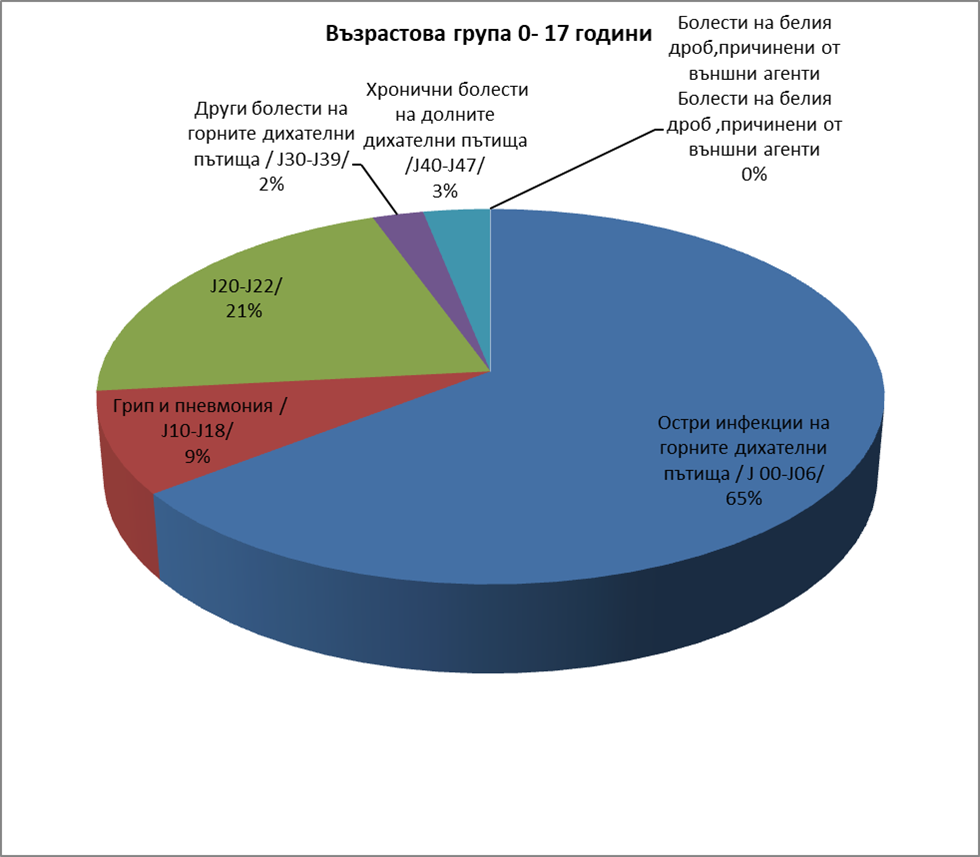 Възрастова група 0- 17 години
Болести на белия
дроб,причинени от
външни агенти
Болести на белия
дроб ,причинени от
външни агенти
0%
Хронични болести
на долните
дихателни пътища
/J40-J47/
3%
Други болести на
горните дихателни
пътища / J30-J39/
2%
J20-J22/
21%
Грип и пневмония /
J10-J18/
9%
Остри инфекции на
горните дихателни
пътища / J 00-J06/
65%